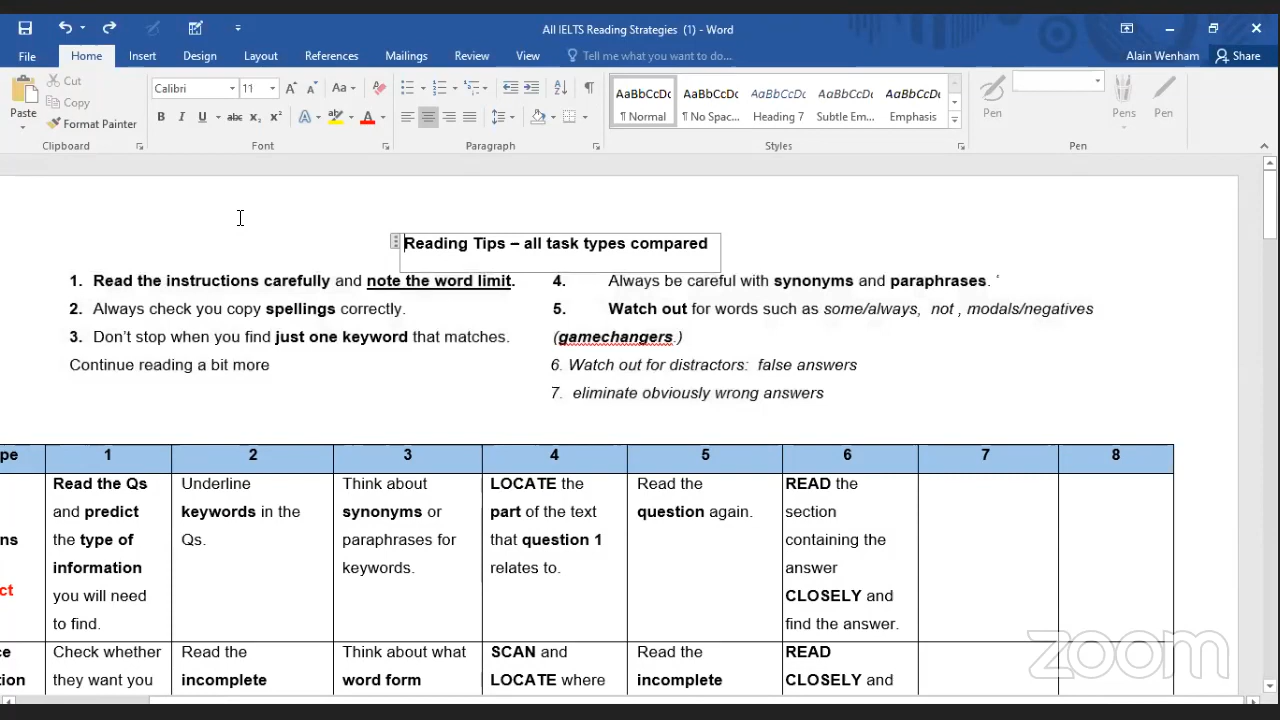 All IELTS Reading Strategies (1) - Word
File Home Insert Design Layout References Mailings Review View Tell me what you want to do... Alain Wenham Share
Paste Cut Copy Format Painter Clipboard
Calibri 11 Font
Paragraph
AaBbCcDc AaBbCcDc AaBbCcDc AaBbCcDc AaBbCcDc
¶ Normal ¶ No Spac... Heading 7 Subtle Em... Emphasis
Styles
Pen Pens Pen
Pen
Reading Tips – all task types compared
1. Read the instructions carefully and note the word limit.
2. Always check you copy spellings correctly.
3. Don't stop when you find just one keyword that matches.
Continue reading a bit more
4. Always be careful with synonyms and paraphrases. ‘
5. Watch out for words such as some/always, not , modals/negatives
(gamechangers.)
6. Watch out for distractors: false answers
7. eliminate obviously wrong answers
pe 1 2 3 4 5 6 7 8
ns
ct
Read the Qs
and predict
the type of
information
you will need
to find.
Underline
keywords in the
Qs.
Think about
synonyms or
paraphrases for
keywords.
LOCATE the
part of the text
that question 1
relates to.
Read the
question again.
READ the
section
containing the
answer
CLOSELY and
find the answer.
ce
tion
Check whether
they want you
Read the
incomplete
Think about what
word form
SCAN and
LOCATE where
Read the
incomplete
READ
CLOSELY and
zoom